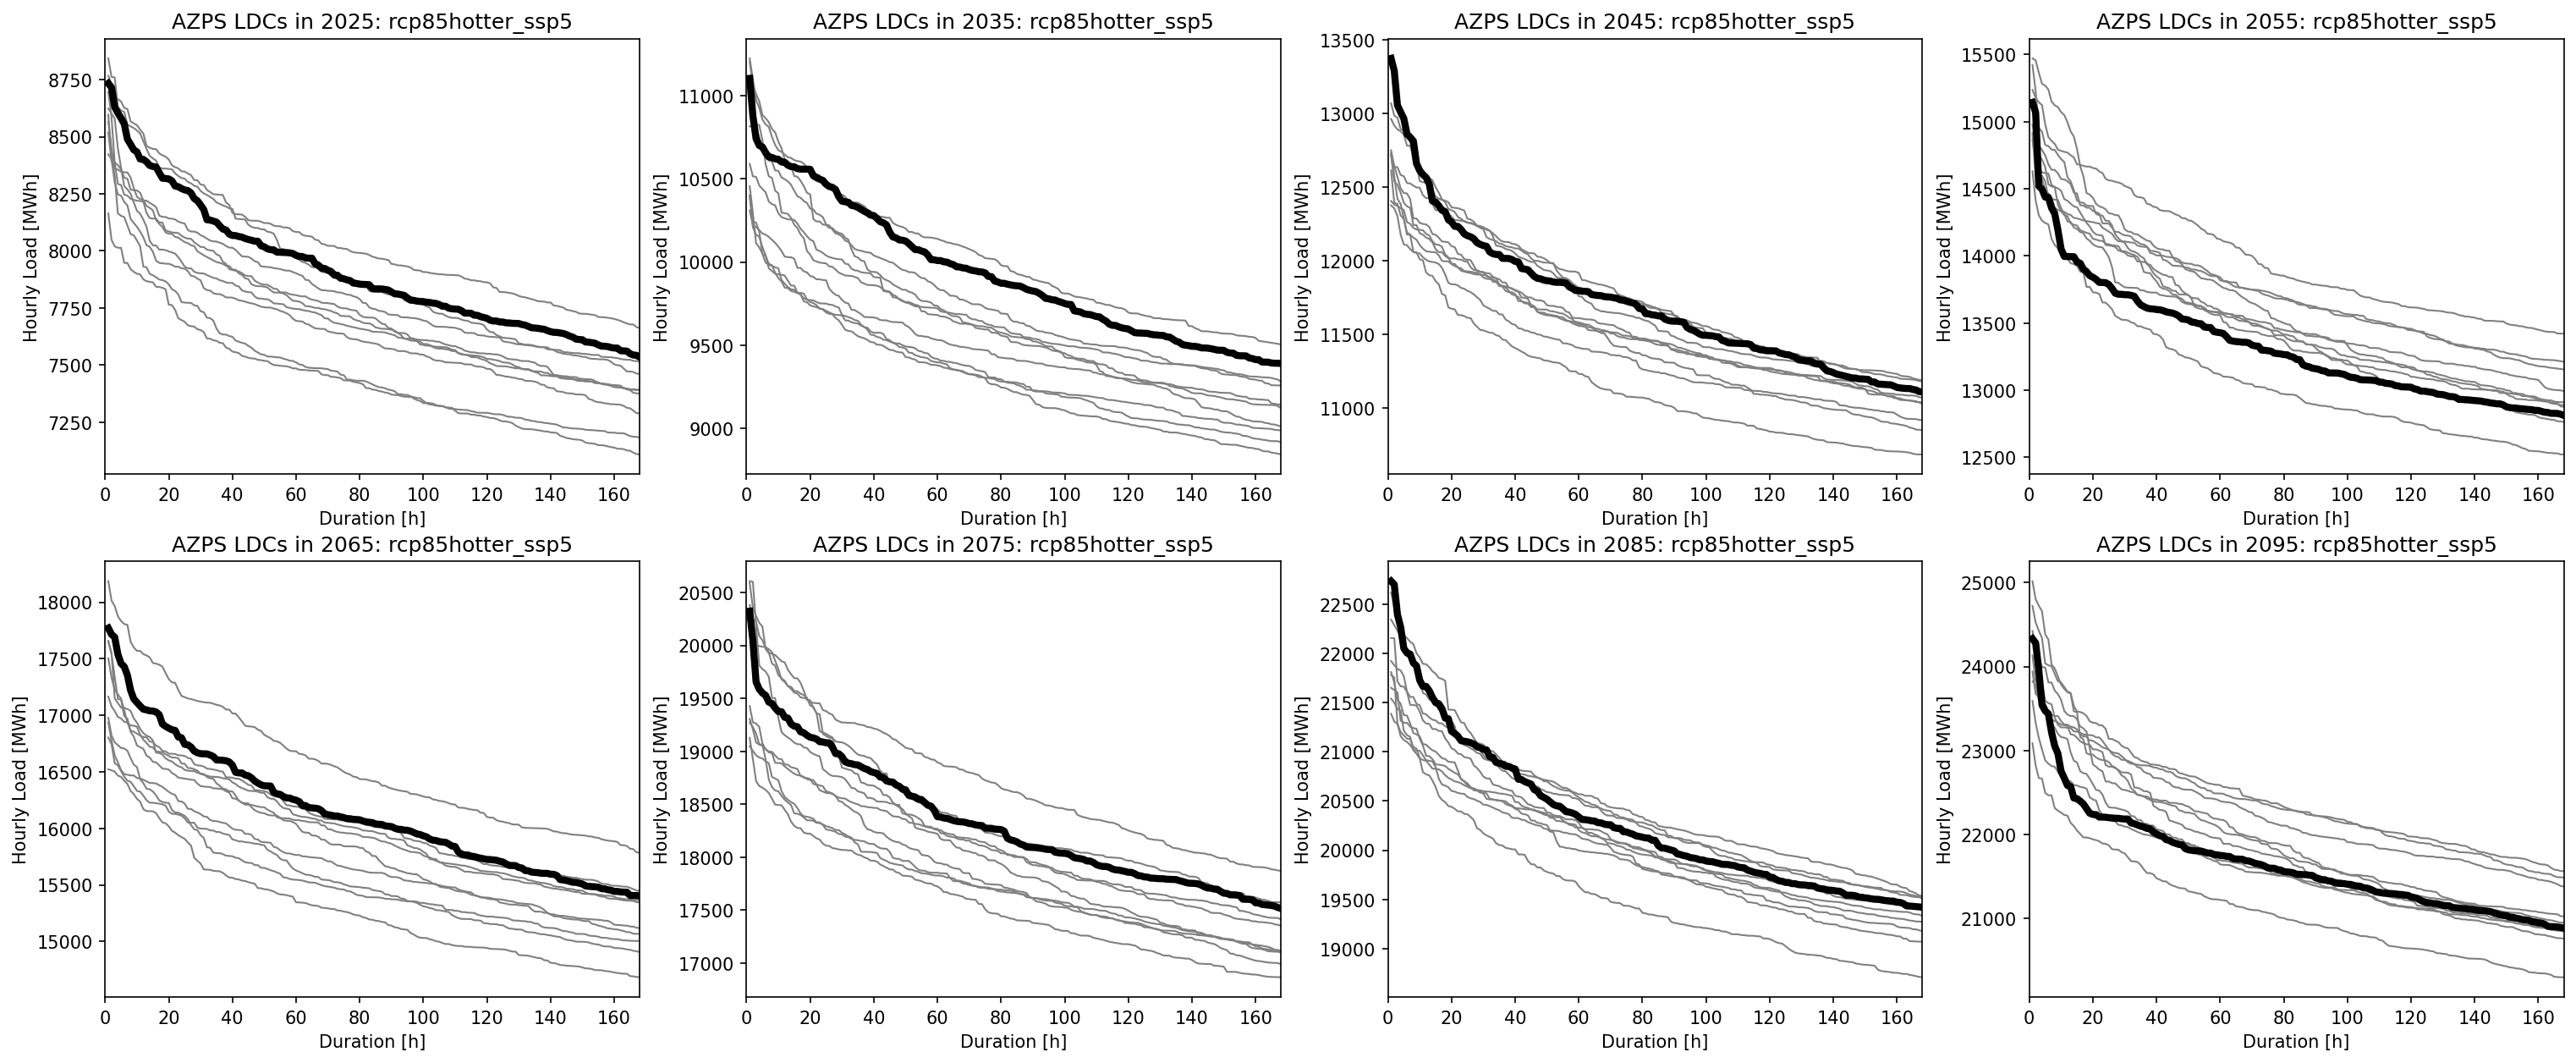 AZPS LDCs in 2025: rcp85hotter_ssp5
Hourly Load [MWh]
8750
8500
8250
8000
7750
7500
7250
0 20 40 60 80 100 120 140 160
Duration [h]
AZPS LDCs in 2035: rcp85hotter_ssp5
Hourly Load [MWh]
11000
10500
10000
9500
9000
0 20 40 60 80 100 120 140 160
Duration [h]
AZPS LDCs in 2045: rcp85hotter_ssp5
Hourly Load [MWh]
13500
13000
12500
12000
11500
11000
0 20 40 60 80 100 120 140 160
Duration [h]
AZPS LDCs in 2055: rcp85hotter_ssp5
Hourly Load [MWh]
15500
15000
14500
14000
13500
13000
12500
0 20 40 60 80 100 120 140 160
Duration [h]
AZPS LDCs in 2065: rcp85hotter_ssp5
Hourly Load [MWh]
18000
17500
17000
16500
16000
15500
15000
0 20 40 60 80 100 120 140 160
Duration [h]
AZPS LDCs in 2075: rcp85hotter_ssp5
Hourly Load [MWh]
20500
20000
19500
19000
18500
18000
17500
17000
0 20 40 60 80 100 120 140 160
Duration [h]
AZPS LDCs in 2085: rcp85hotter_ssp5
Hourly Load [MWh]
22500
22000
21500
21000
20500
20000
19500
19000
0 20 40 60 80 100 120 140 160
Duration [h]
AZPS LDCs in 2095: rcp85hotter_ssp5
Hourly Load [MWh]
25000
24000
23000
22000
21000
0 20 40 60 80 100 120 140 160
Duration [h]